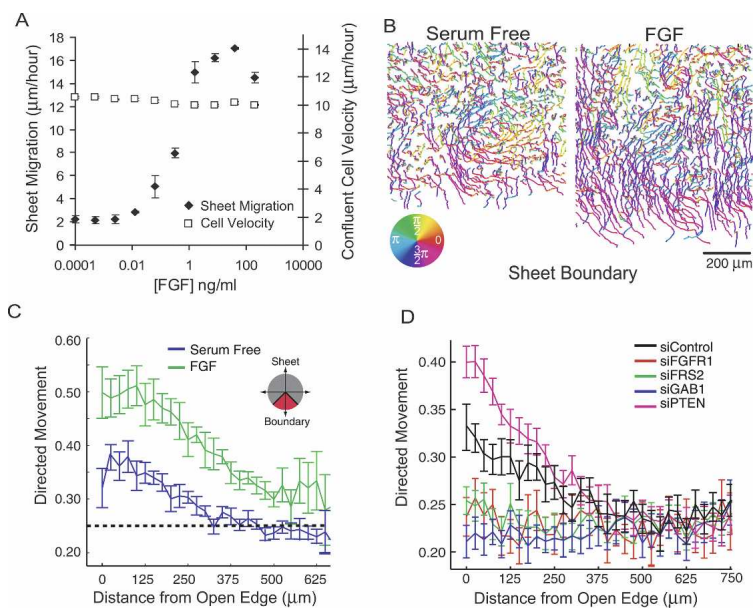 A
Sheet Migration (μm/hour)
18
16
14
12
10
8
6
4
2
0
0.0001
0.01
1
100
10000
[FGF] ng/ml
Sheet Migration
Cell Velocity
14
12
10
8
6
4
2
0
Confluent Cell Velocity (μm/hour)
B
Serum Free
FGF
π
2
π
0
3π
2
Sheet Boundary
200 μm
C
Directed Movement
0.60
0.50
0.40
0.30
0.20
0
125
250
375
500
625
Distance from Open Edge (μm)
Serum Free
FGF
Sheet
Boundary
D
Directed Movement
0.40
0.35
0.30
0.25
0.20
0
125
250
375
500
625
750
Distance from Open Edge (μm)
siControl
siFGFR1
siFRS2
siGAB1
siPTEN